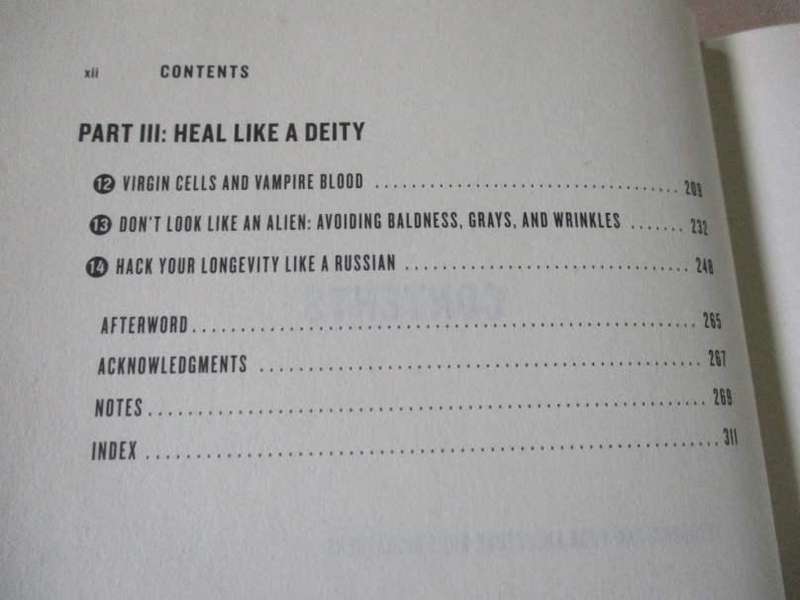 xii CONTENTS
PART III: HEAL LIKE A DEITY
12 VIRGIN CELLS AND VAMPIRE BLOOD ........................................ 209
13 DON'T LOOK LIKE AN ALIEN: AVOIDING BALDNESS, GRAYS, AND WRINKLES ....... 232
14 HACK YOUR LONGEVITY LIKE A RUSSIAN .................................... 248
AFTERWORD ............................................................ 265
ACKNOWLEDGMENTS ...................................................... 267
NOTES ................................................................ 269
INDEX ................................................................ 311
CONTENTS